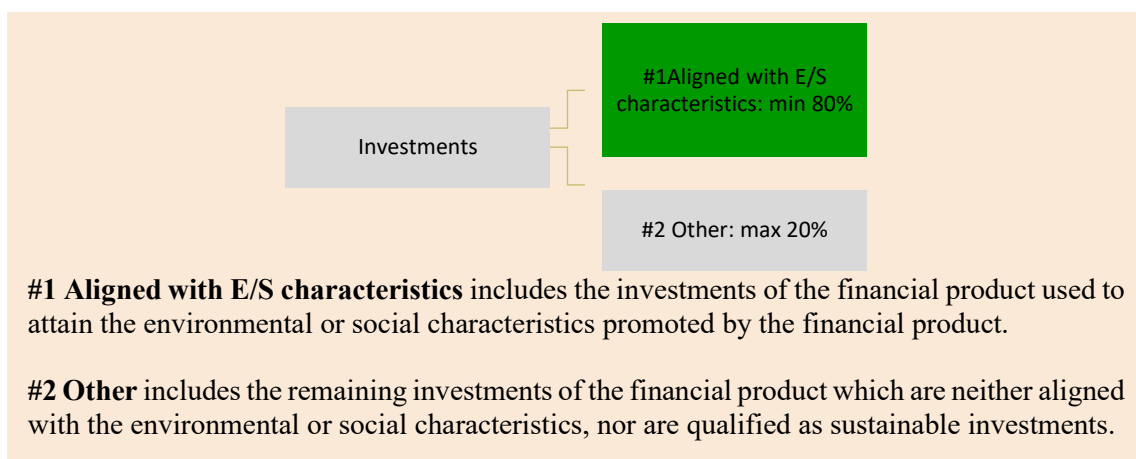 #1Aligned with E/S
characteristics: min 80%
Investments
#2 Other: max 20%
#1 Aligned with E/S characteristics includes the investments of the financial product used to
attain the environmental or social characteristics promoted by the financial product.
#2 Other includes the remaining investments of the financial product which are neither aligned
with the environmental or social characteristics, nor are qualified as sustainable investments.